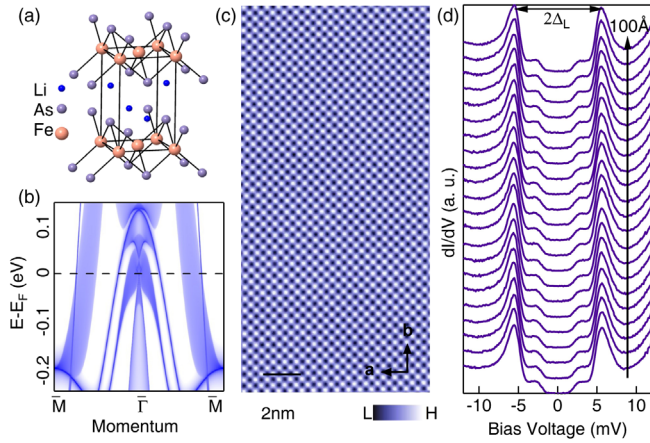 (a)
Li
As
Fe
(b)
E-E_F (eV)
0.1
0
-0.1
-0.2
M̄ Γ̄ M̄
Momentum
(c)
b
a
2nm
L H
(d)
2Δ_L
100Å
dI/dV (a. u.)
-10 -5 0 5 10
Bias Voltage (mV)